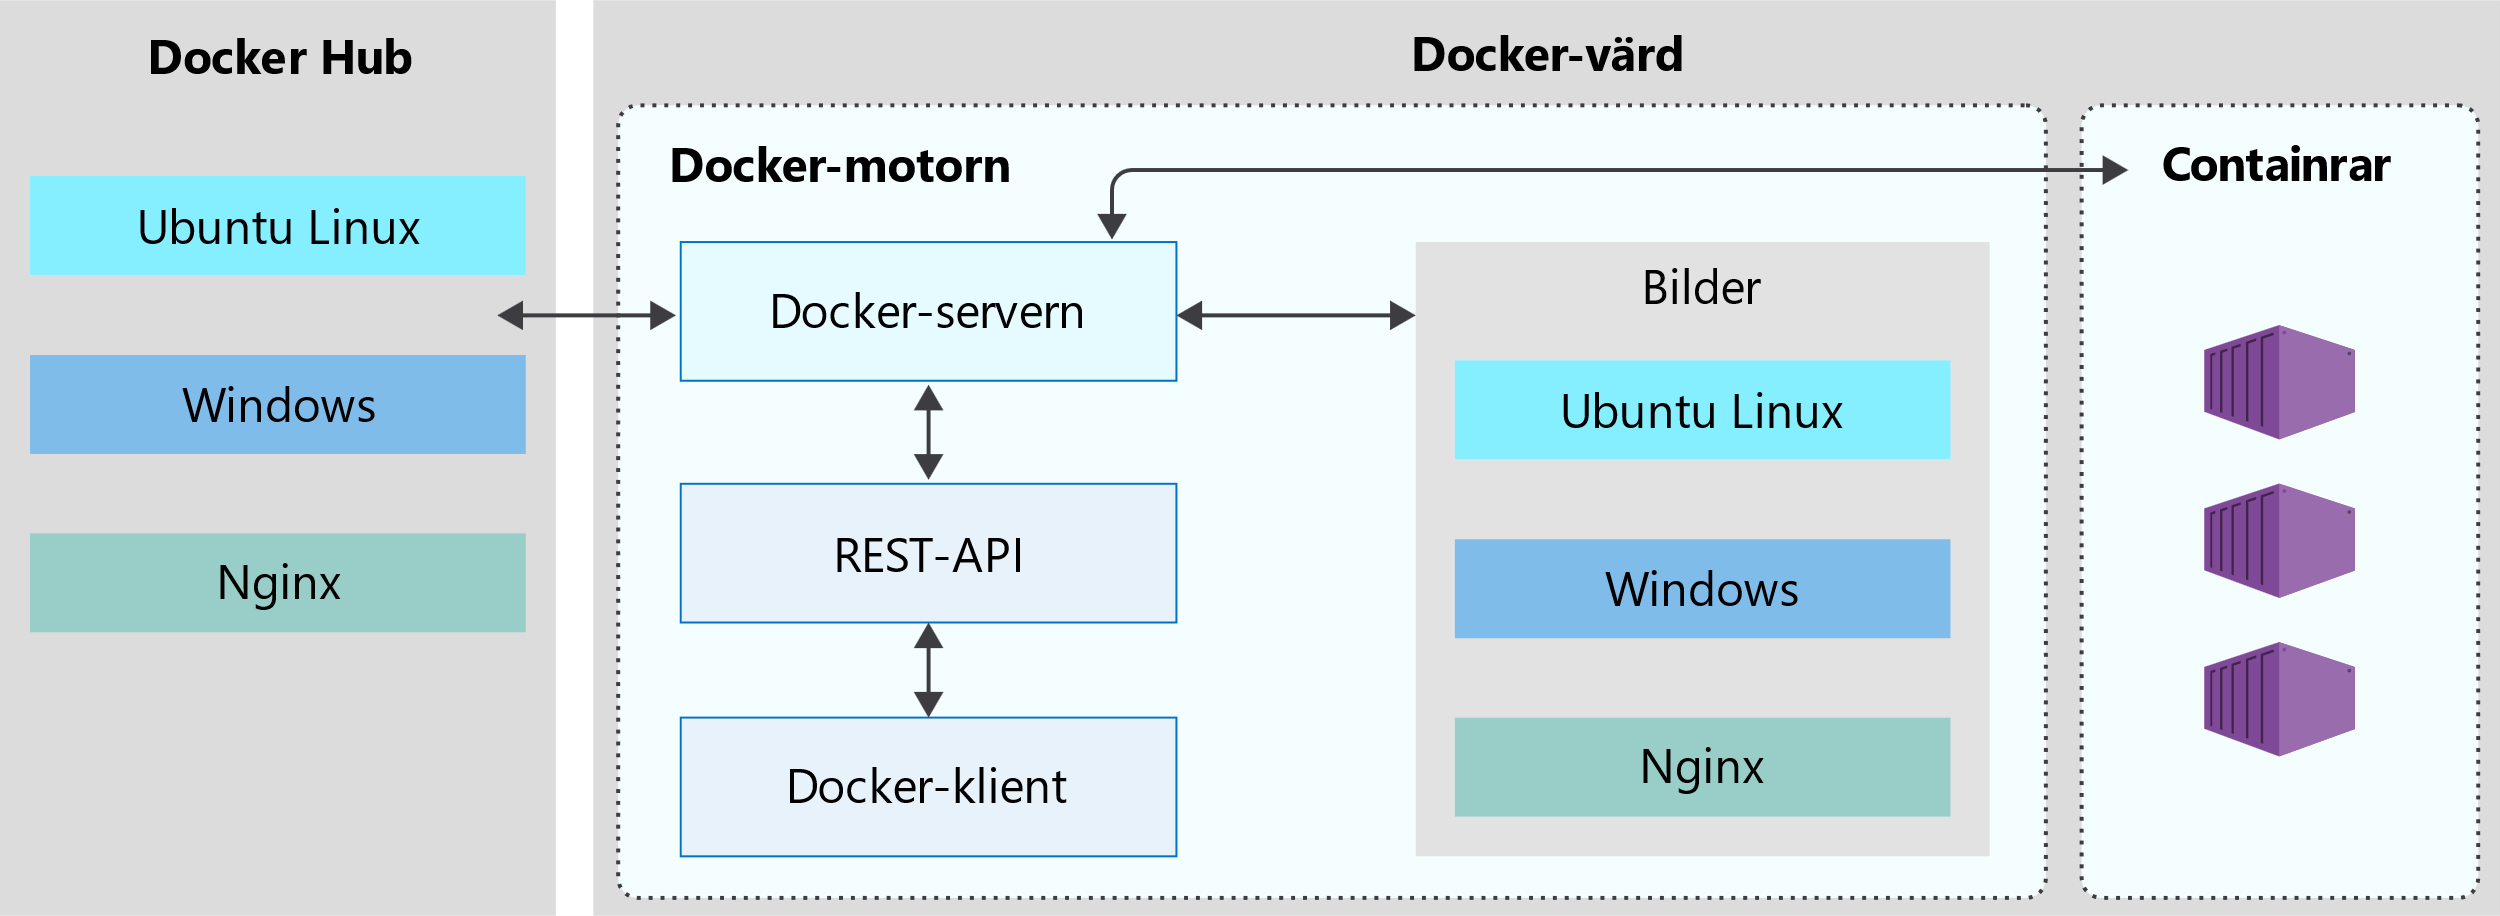 Docker Hub
Ubuntu Linux
Windows
Nginx
Docker-värd
Docker-motorn
Docker-servern
REST-API
Docker-klient
Bilder
Ubuntu Linux
Windows
Nginx
Containrar